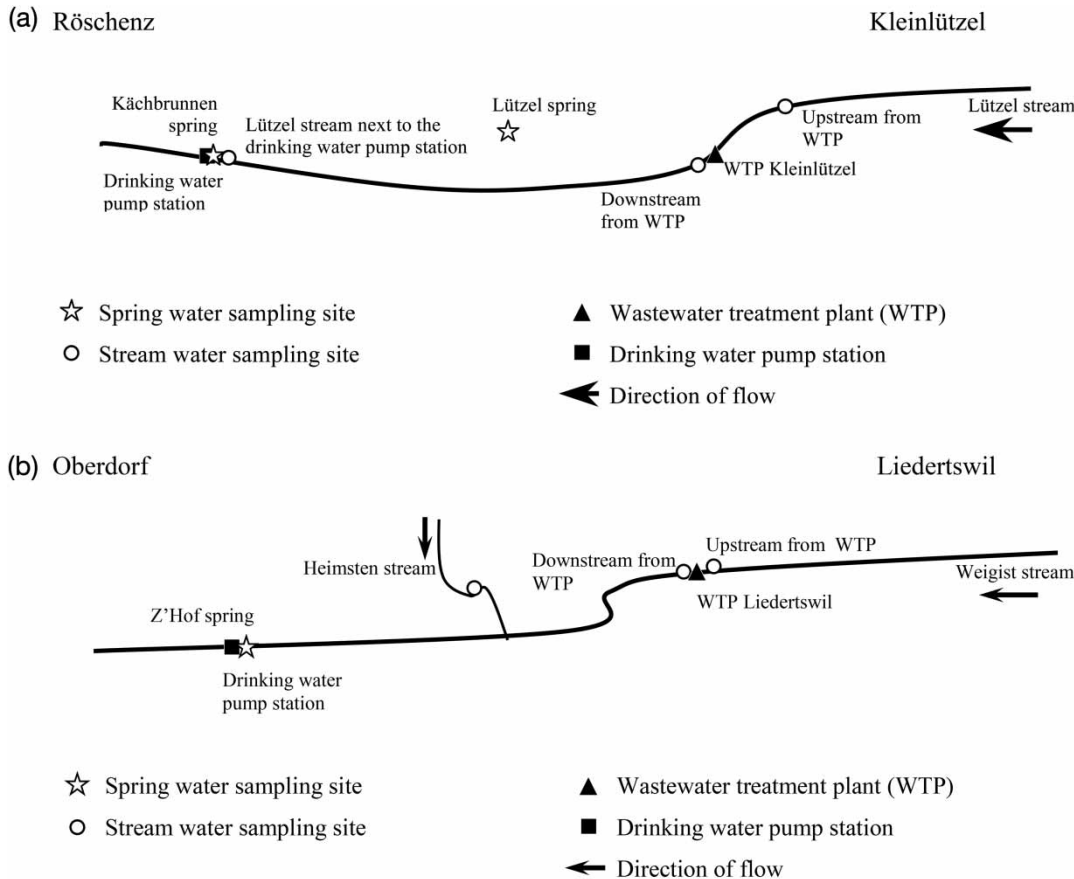 (a) Röschenz
Kleinlützel
Kächbrunnen
spring
Lützel stream next to the
drinking water pump station
Drinking water
pump station
Lützel spring
Upstream from
WTP
Lützel stream
WTP Kleinlützel
Downstream
from WTP
Spring water sampling site
Stream water sampling site
Wastewater treatment plant (WTP)
Drinking water pump station
Direction of flow
(b) Oberdorf
Liedertswil
Heimsten stream
Downstream from
WTP
Upstream from WTP
Weigist stream
WTP Liedertswil
Z'Hof spring
Drinking water
pump station
Spring water sampling site
Stream water sampling site
Wastewater treatment plant (WTP)
Drinking water pump station
Direction of flow